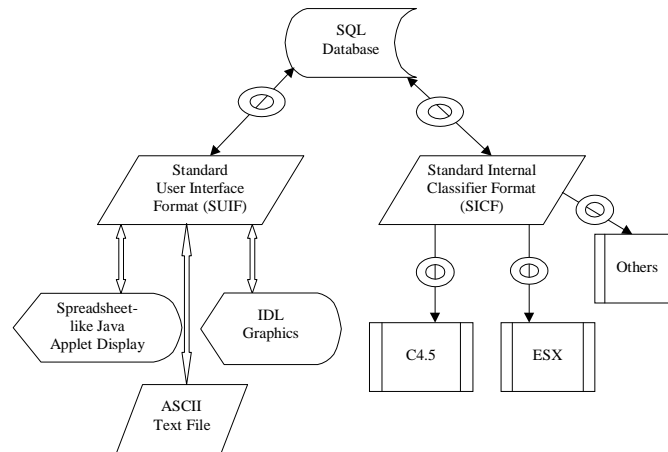 SQL
Database
Standard
User Interface
Format (SUIF)
Standard Internal
Classifier Format
(SICF)
Others
Spreadsheet-
like Java
Applet Display
IDL
Graphics
C4.5
ESX
ASCII
Text File